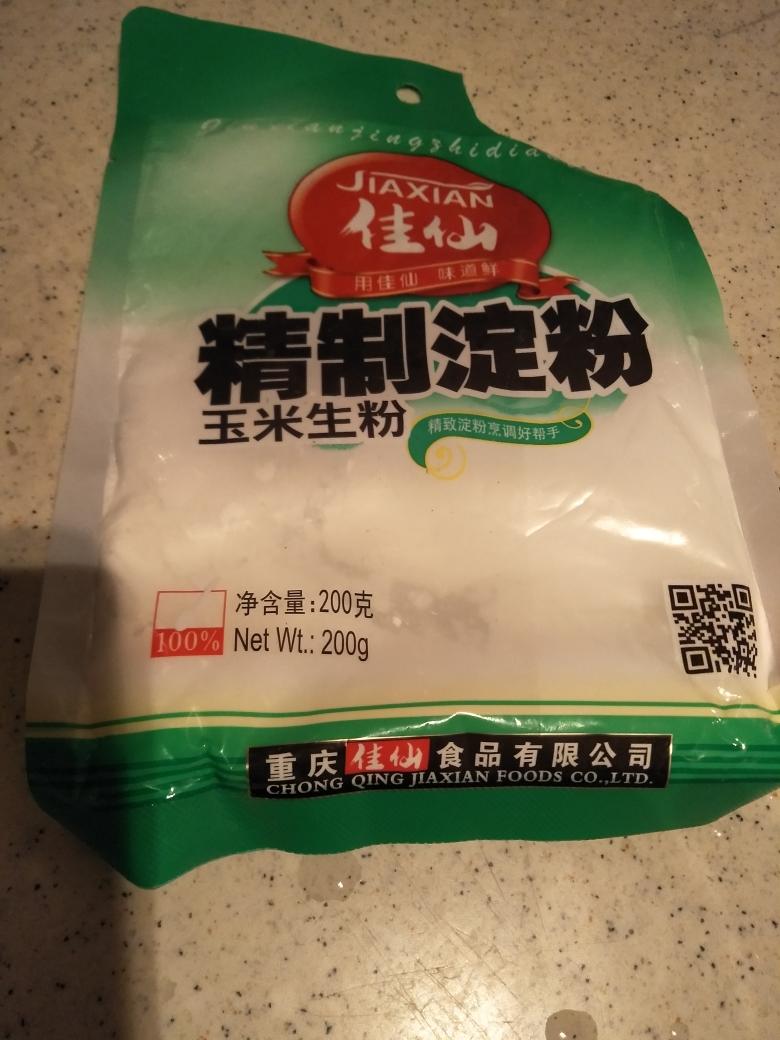 Jiaxianjingzhidia
JIAXIAN
佳仙
用佳仙 味道鲜
精制淀粉
玉米生粉
精致淀粉烹调好帮手
净含量:200克
100% Net Wt.: 200g
重庆佳仙食品有限公司
CHONG QING JIAXIAN FOODS CO.,LTD.